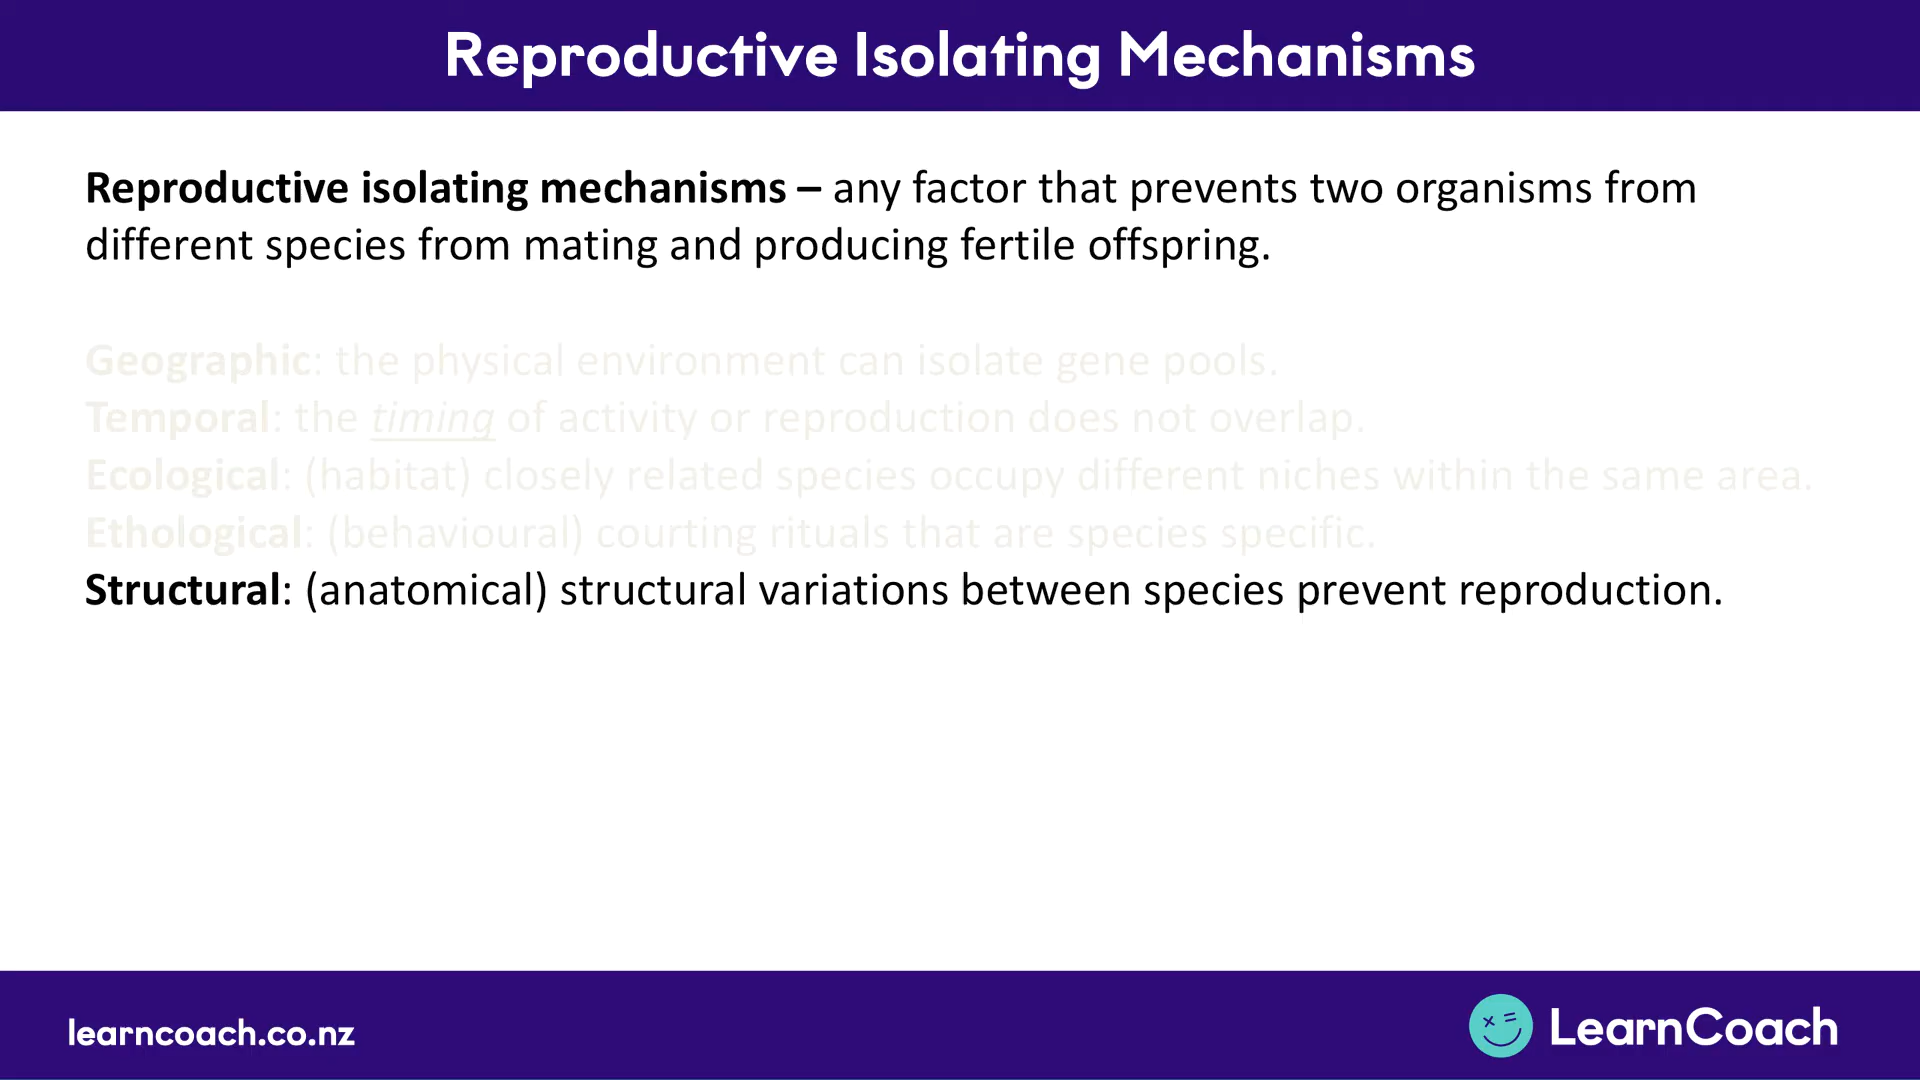 Reproductive Isolating Mechanisms
Reproductive isolating mechanisms – any factor that prevents two organisms from
different species from mating and producing fertile offspring.
Geographic: the physical environment can isolate gene pools.
Temporal: the timing of activity or reproduction does not overlap.
Ecological: (habitat) closely related species occupy different niches within the same area.
Ethological: (behavioural) courting rituals that are species specific.
Structural: (anatomical) structural variations between species prevent reproduction.
learncoach.co.nz
LearnCoach